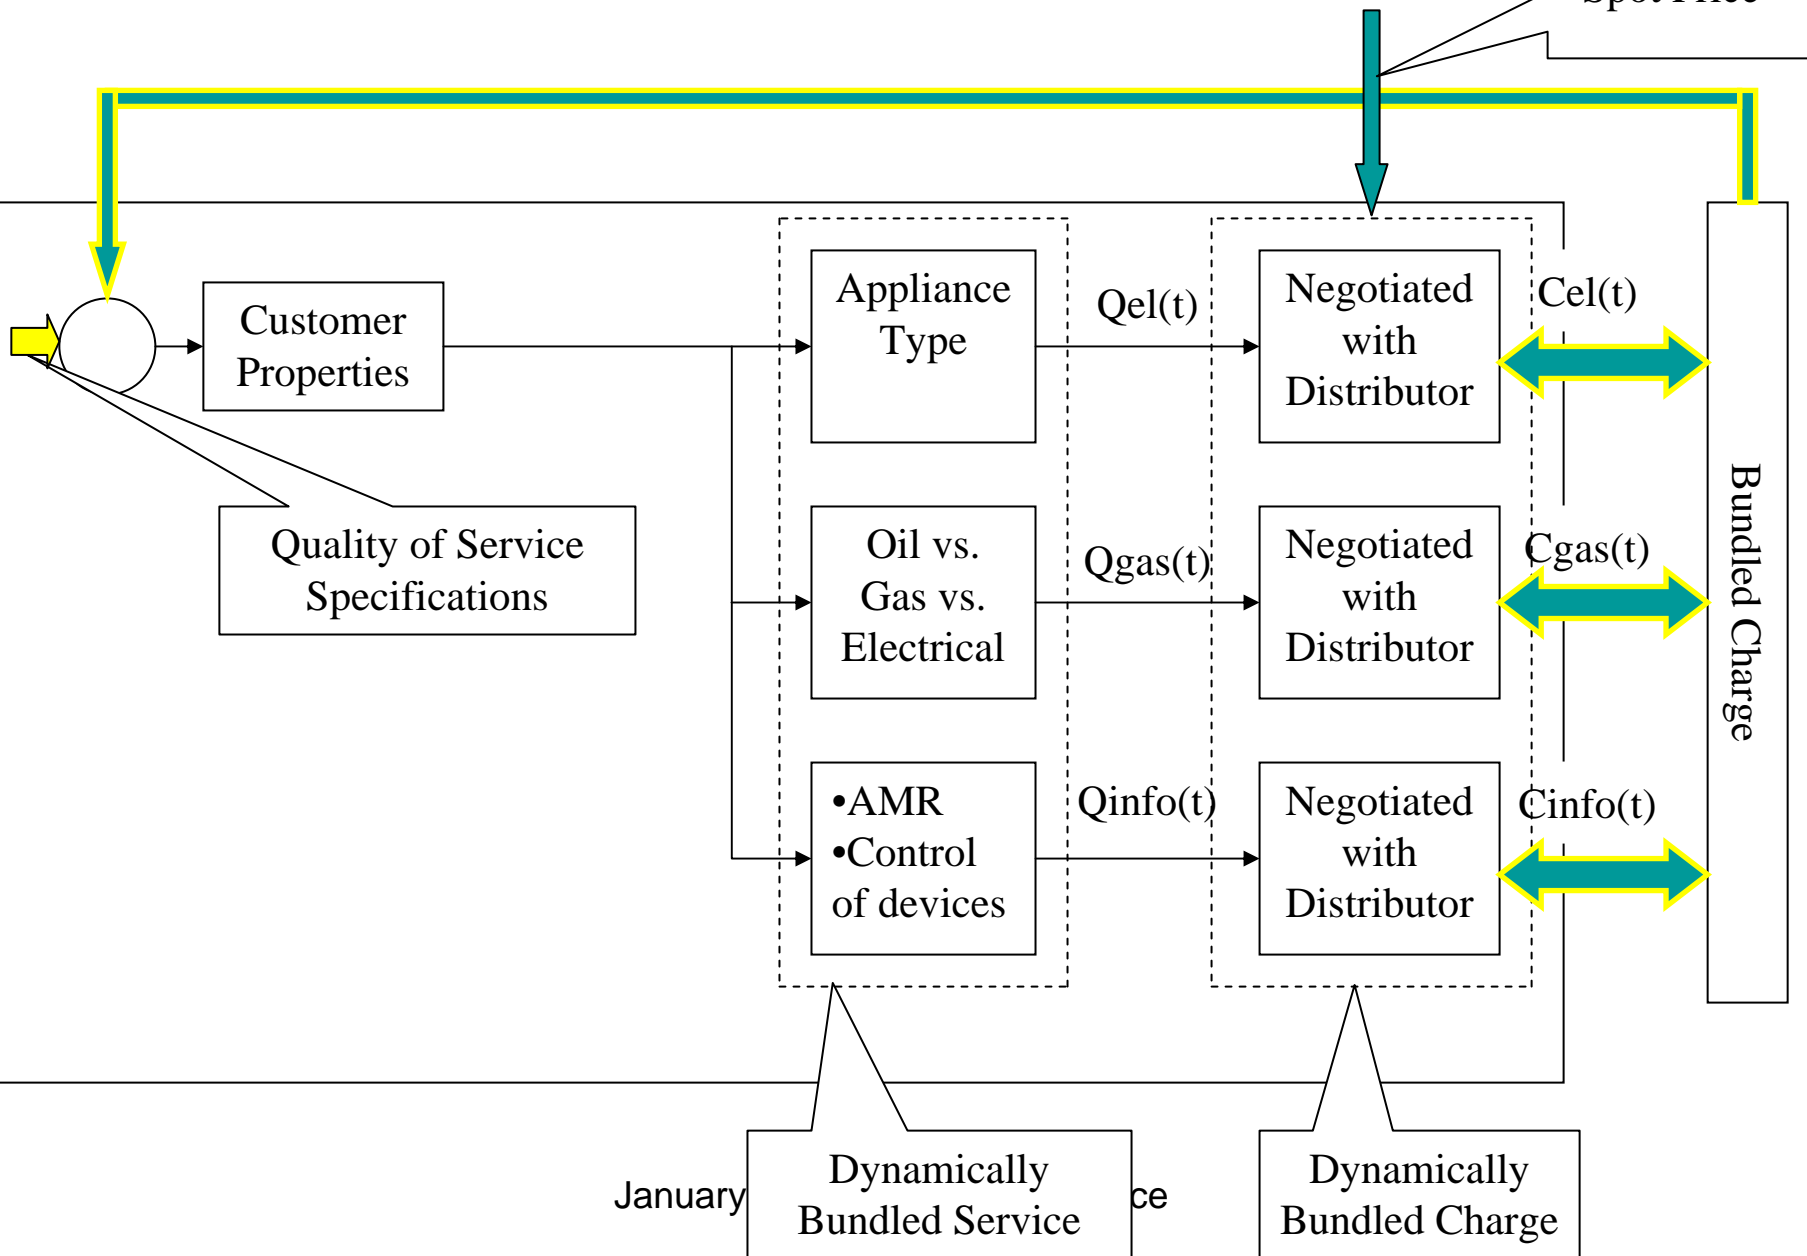 Spot Price
Customer
Properties
Quality of Service
Specifications
Appliance
Type
Qel(t)
Negotiated
with
Distributor
Cel(t)
Oil vs.
Gas vs.
Electrical
Qgas(t)
Negotiated
with
Distributor
Cgas(t)
•AMR
•Control
of devices
Qinfo(t)
Negotiated
with
Distributor
Cinfo(t)
Bundled Charge
Dynamically
Bundled Service
Dynamically
Bundled Charge
January